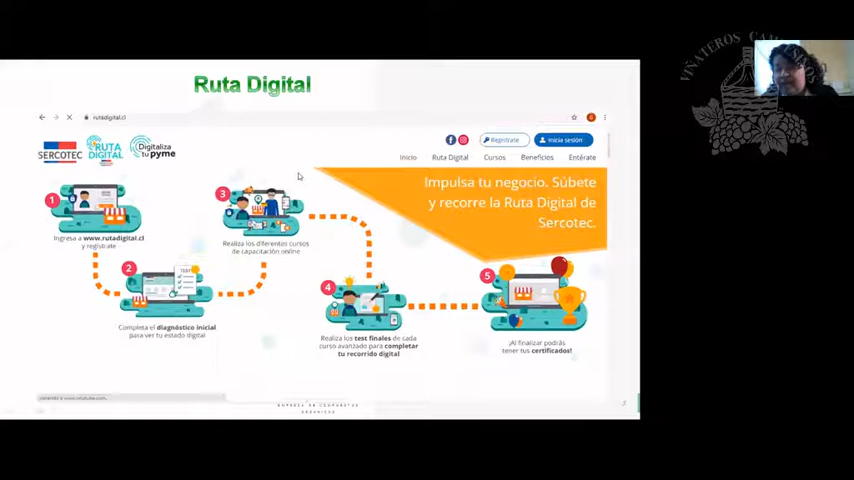 Ruta Digital
rutadigital.cl
SERCOTEC
RUTA
DIGITAL
Digitaliza
tu pyme
Regístrate
Inicia sesión
Inicio
Ruta Digital
Cursos
Beneficios
Entérate
Impulsa tu negocio. Súbete
y recorre la Ruta Digital de
Sercotec.
1
Ingresa a www.rutadigital.cl
y regístrate
2
TEST
Completa el diagnóstico inicial
para ver tu estado digital
3
Realiza los diferentes cursos
de capacitación online
4
Realiza los test finales de cada
curso avanzado para completar
tu recorrido digital
5
¡Al finalizar podrás
tener tus certificados!
VIÑATEROS